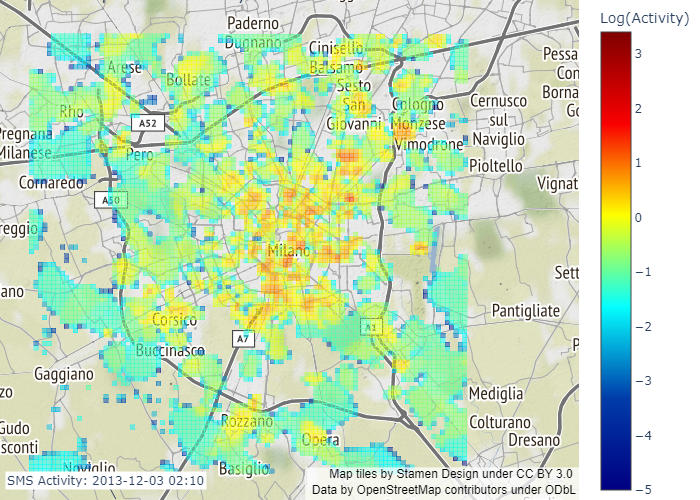 Log(Activity)
Paderno
Dugnano
Cinisello
Balsamo
Arese
Bollate
Sesto
San
Giovanni
Rho
A52
Cologno
Monzese
Cernusco
sul
Naviglio
Pessa
Con
Borna
Go
Pregnana
Milanese
Pero
Vimodrone
Pioltello
Cornaredo
A50
Vignat
reggio
Milano
Sett
ano
Pantigliate
Corsico
A1
A7
Buccinasco
P
Gaggiano
zo
Mediglia
Rozzano
Colturano
Dresano
Gudo
sconti
Opera
Noviglio
Basiglio
SMS Activity: 2013-12-03 02:10
Map tiles by Stamen Design under CC BY 3.0
Data by OpenStreetMap contributors under ODbL
3
2
1
0
−1
−2
−3
−4
−5